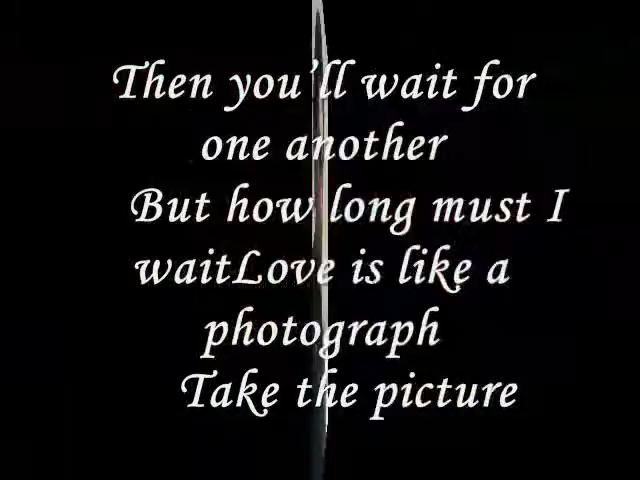 Then you'll wait for
one another
But how long must I
waitLove is like a
photograph
Take the picture